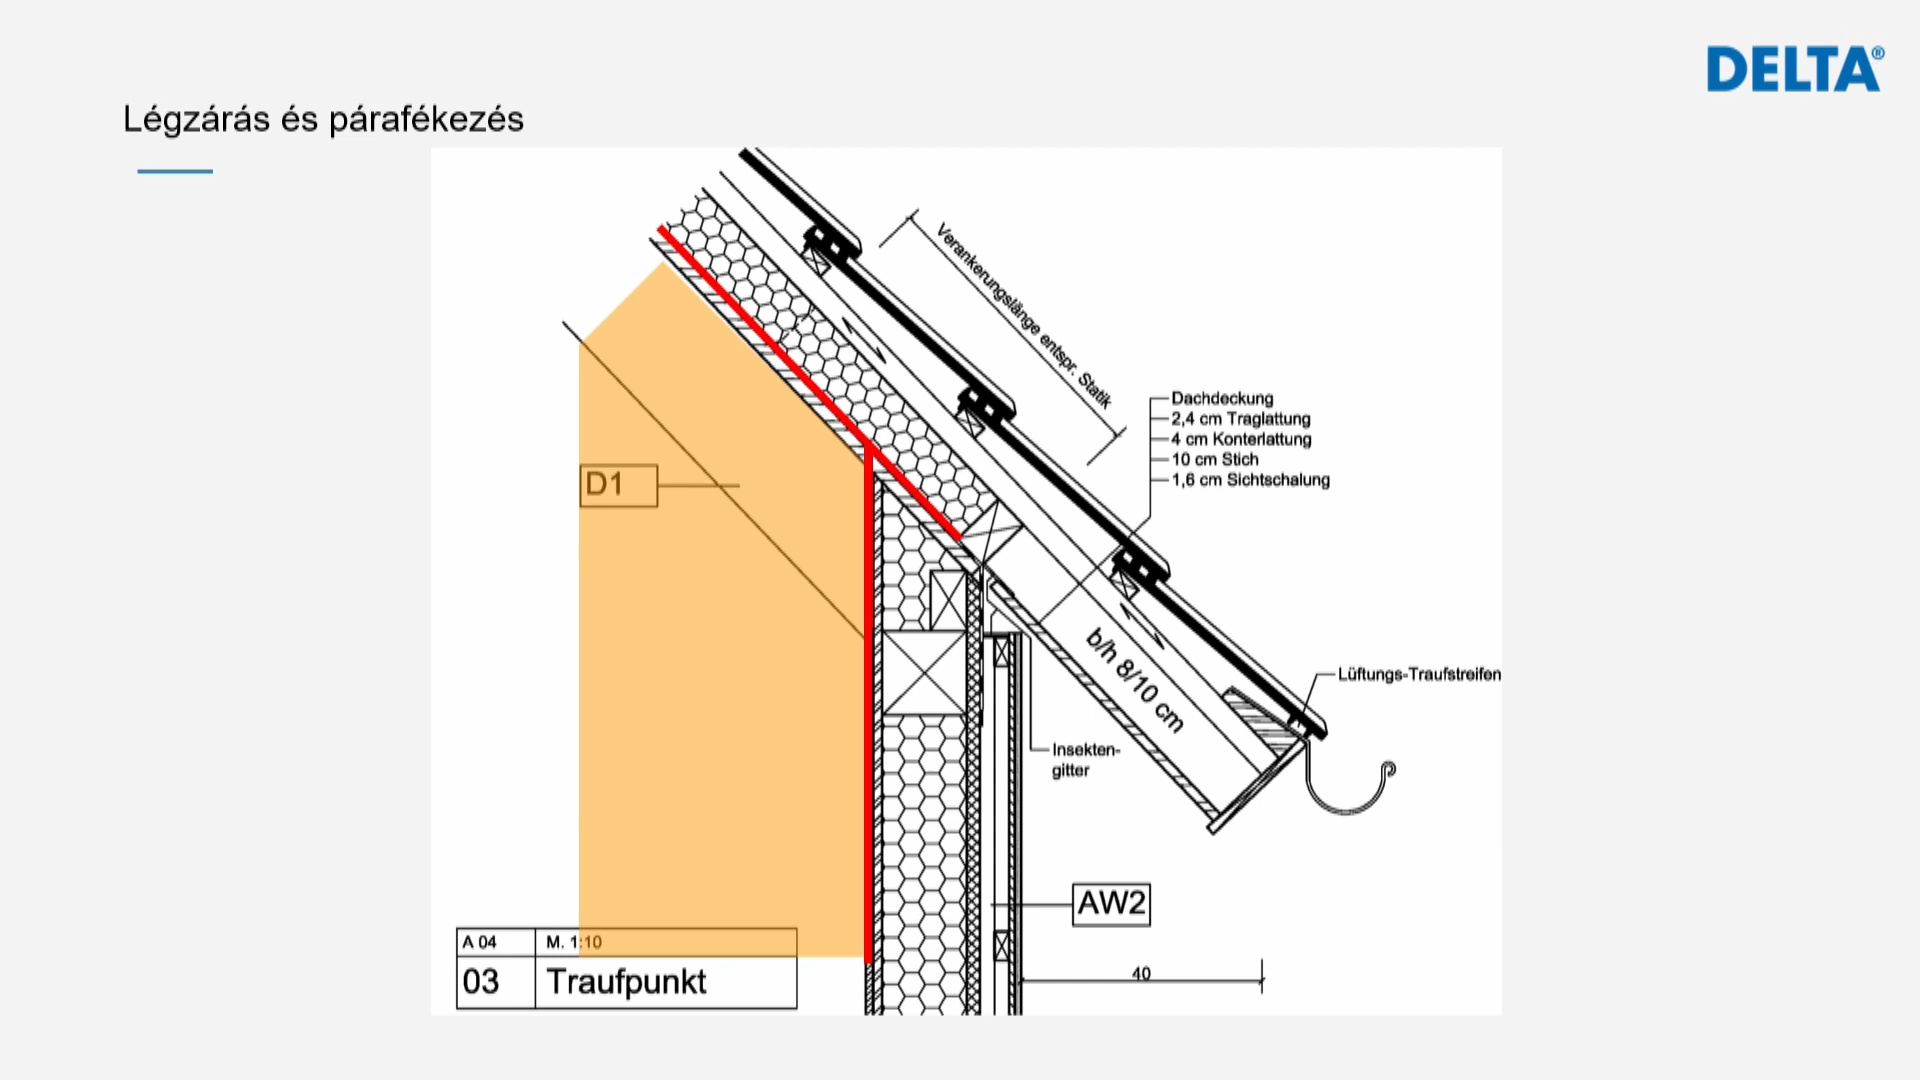 DELTA®
Légzárás és párafékezés
Verankerungslänge entspr. Statik
Dachdeckung
2,4 cm Traglattung
4 cm Konterlattung
10 cm Stich
1,6 cm Sichtschalung
D1
b/h 8/10 cm
Lüftungs-Traufstreifen
Insekten-
gitter
AW2
A 04
M. 1:10
03
Traufpunkt
40